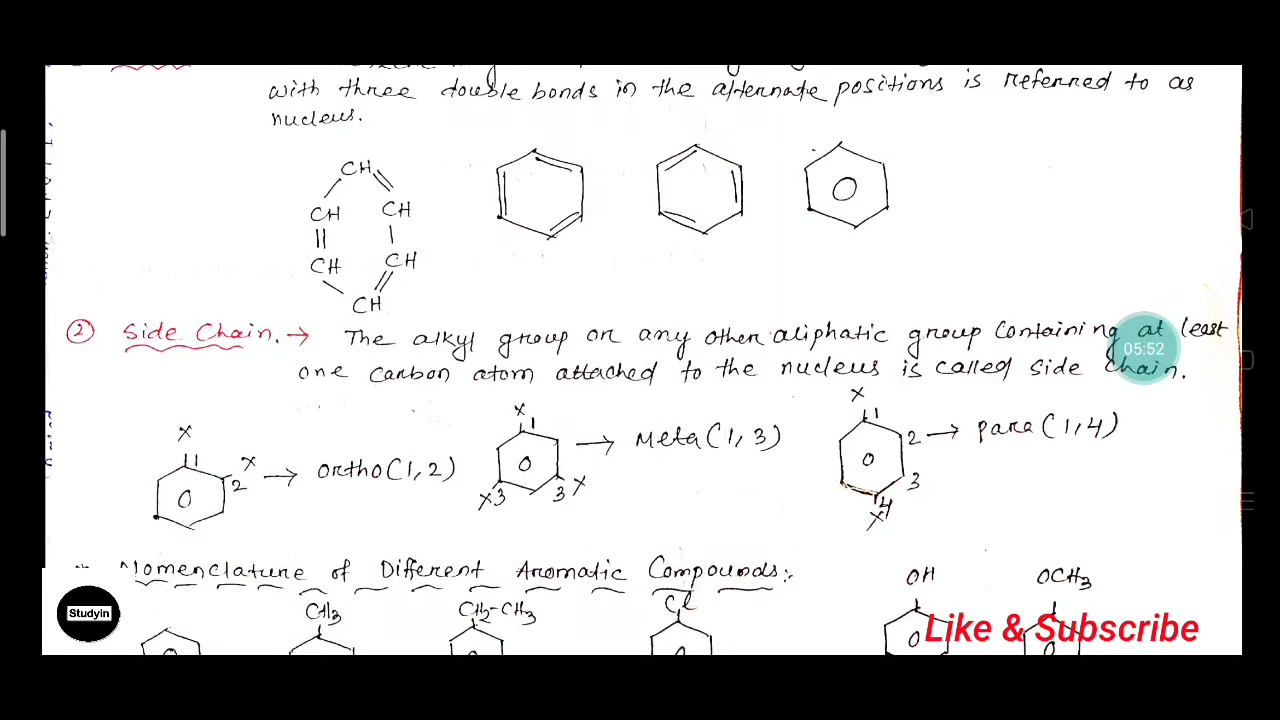 with three double bonds in the alternate positions is referred to as
nucleus.
CH
CH
CH
CH
CH
CH
② Side Chain. → The alkyl group or any other aliphatic group containing at least
05:52
one carbon atom attached to the nucleus is called side chain.
X
1
X
2
→ ortho (1,2)
X
1
X3
3 X
→ Meta (1, 3)
X
1
2
3
4
X
→ para (1,4)
Nomenclature of Different Aromatic Compounds:
CH3
CH2-CH3
Cl
OH
OCH3
Studyin
Like & Subscribe